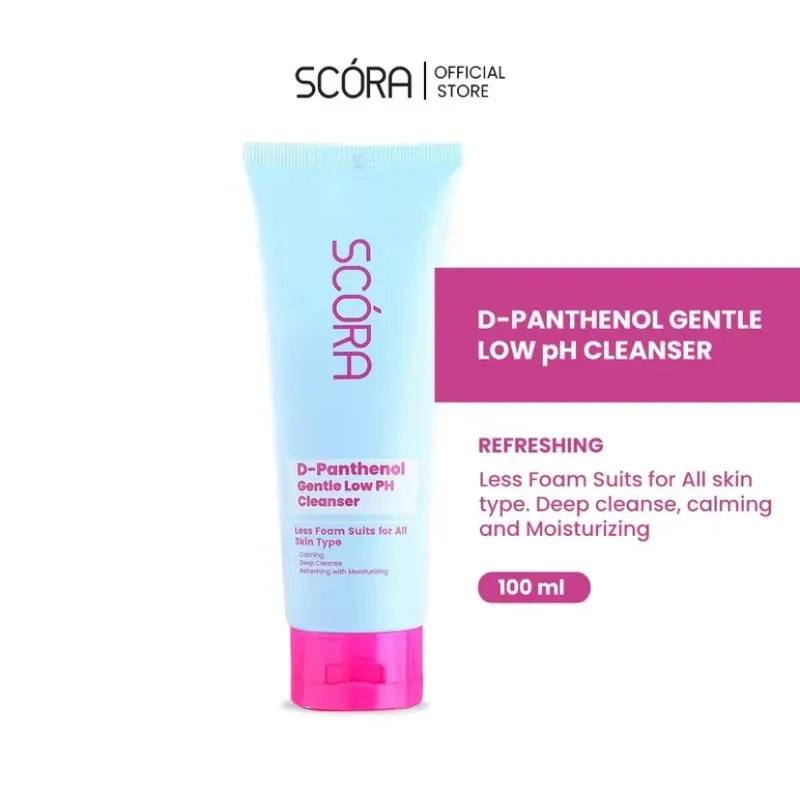 SCÓRA
OFFICIAL
STORE
SCÓRA
D-Panthenol
Gentle Low PH
Cleanser
Less Foam Suits for All
Skin Type
Calming
Deep Cleanse
Refreshing with Moisturizing
D-PANTHENOL GENTLE
LOW pH CLEANSER
REFRESHING
Less Foam Suits for All skin
type. Deep cleanse, calming
and Moisturizing
100 ml